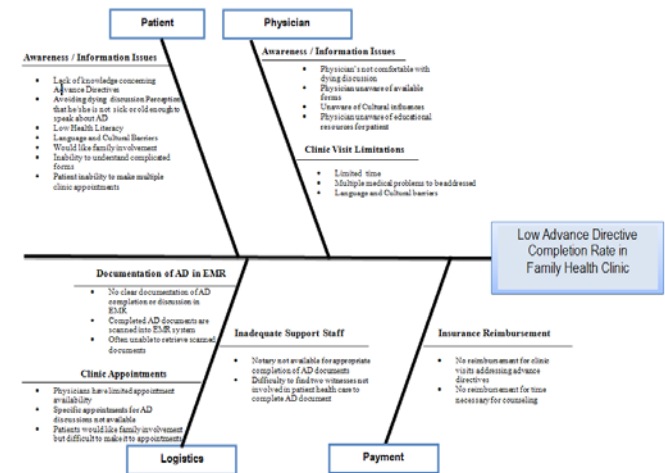 Patient
Physician
Awareness / Information Issues
Lack of knowledge concerning
Advance Directives
Avoiding dying discussion Perception
that he/she is not sick or old enough to
speak about AD
Low Health Literacy
Language and Cultural Barriers
Would like family involvement
Inability to understand complicated
forms
Patient inability to make multiple
clinic appointments
Awareness / Information Issues
Physician's not comfortable with
dying discussion
Physician unaware of available
forms
Unaware of Cultural influences
Physician unaware of educational
resources for patient
Clinic Visit Limitations
Limited time
Multiple medical problems to be addressed
Language and Cultural barriers
Low Advance Directive
Completion Rate in
Family Health Clinic
Documentation of AD in EMR
No clear documentation of AD
completion or discussion in
EMR
Completed AD documents are
scanned into EMR system
Often unable to retrieve scanned
documents
Clinic Appointments
Physicians have limited appointment
availability
Specific appointments for AD
discussions not available
Patients would like family involvement
but difficult to make it to appointments
Inadequate Support Staff
Notary not available for appropriate
completion of AD documents
Difficulty to find two witnesses not
involved in patient health care to
complete AD document
Insurance Reimbursement
No reimbursement for clinic
visits addressing advance
directives
No reimbursement for time
necessary for counseling
Logistics
Payment